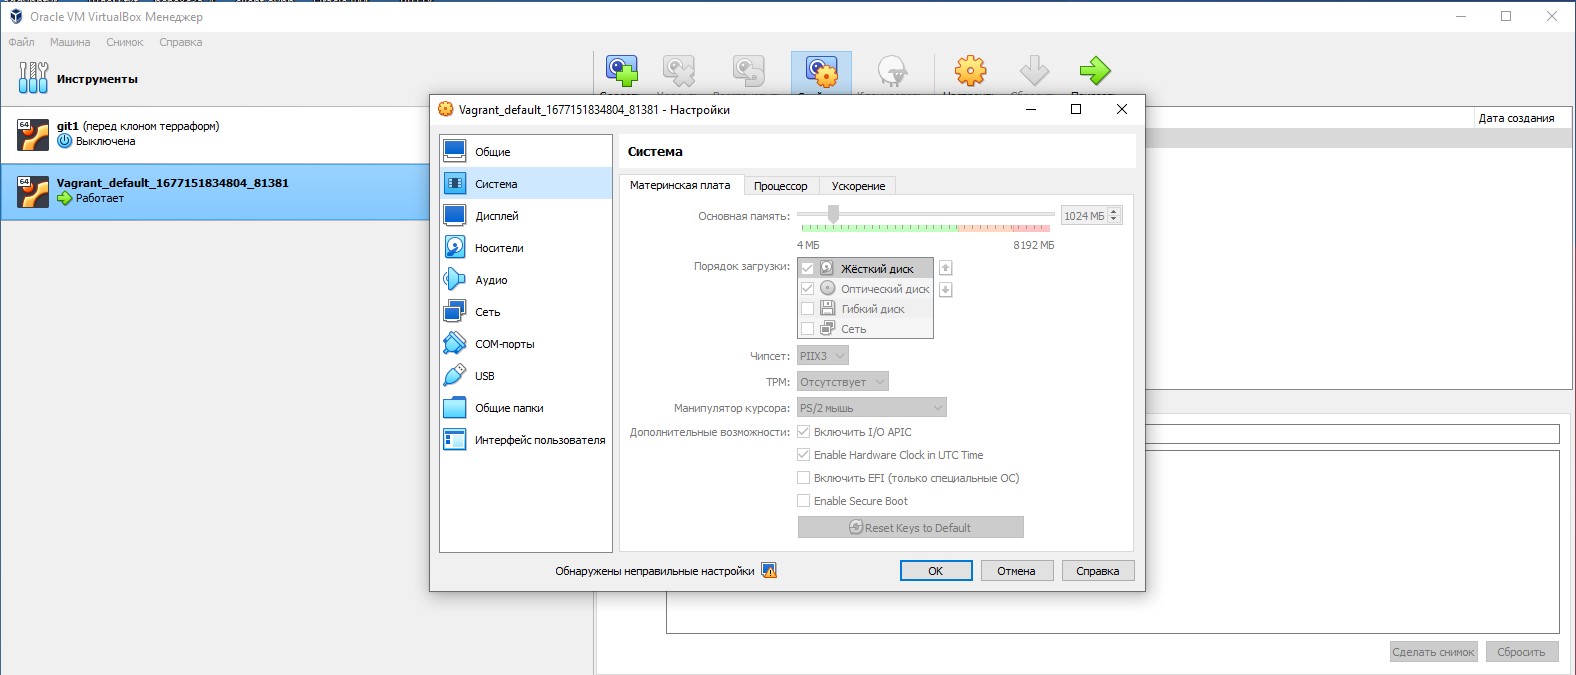 Oracle VM VirtualBox Менеджер
Файл Машина Снимок Справка
Инструменты
Дата создания
64
git1 (перед клоном терраформ)
Выключена
64
Vagrant_default_1677151834804_81381
Работает
Vagrant_default_1677151834804_81381 - Настройки
Общие
Система
Дисплей
Носители
Аудио
Сеть
COM-порты
USB
Общие папки
Интерфейс пользователя
Система
Материнская плата Процессор Ускорение
Основная память: 1024 МБ
4 МБ 8192 МБ
Порядок загрузки: Жёсткий диск
Оптический диск
Гибкий диск
Сеть
Чипсет: PIIX3
TPM: Отсутствует
Манипулятор курсора: PS/2 мышь
Дополнительные возможности: Включить I/O APIC
Enable Hardware Clock in UTC Time
Включить EFI (только специальные ОС)
Enable Secure Boot
Reset Keys to Default
Обнаружены неправильные настройки
OK Отмена Справка
Сделать снимок Сбросить